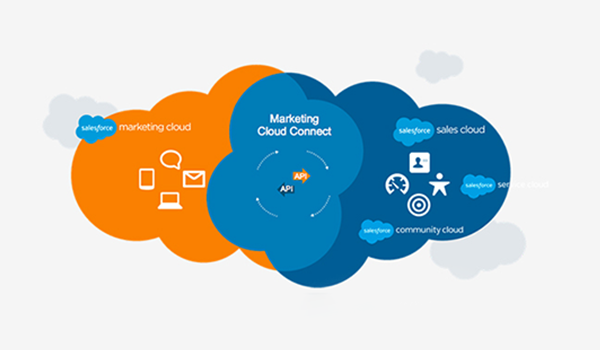 Marketing
Cloud Connect
salesforce marketing cloud
salesforce sales cloud
API
API
salesforce service cloud
salesforce community cloud